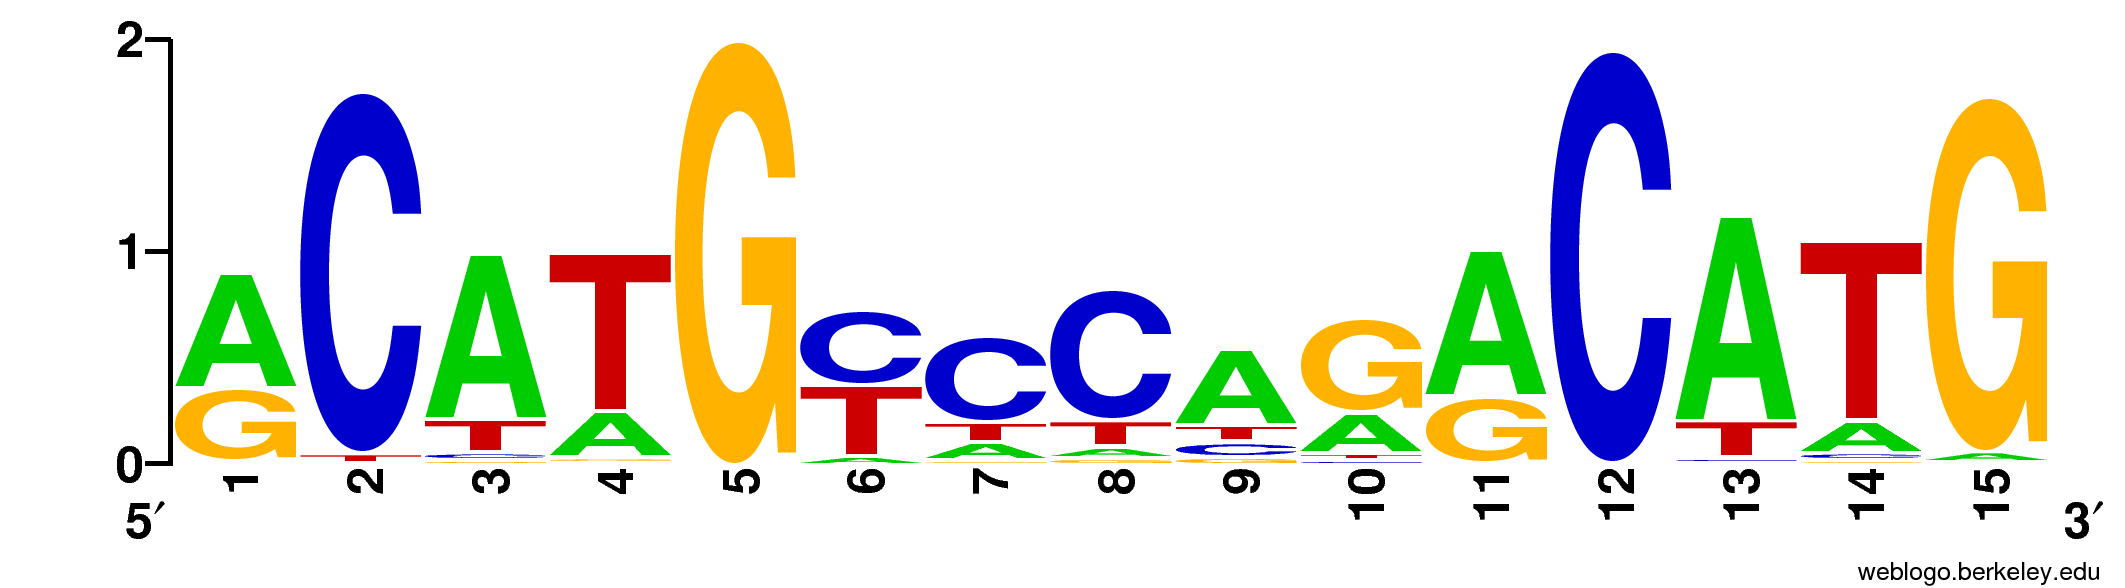 2
1
0
A C A T G C C C A G A C A T G
G T T A T T T T A G T A A
C A A C T C
A
1 2 3 4 5 6 7 8 9 10 11 12 13 14 15
5′ 3′
weblogo.berkeley.edu